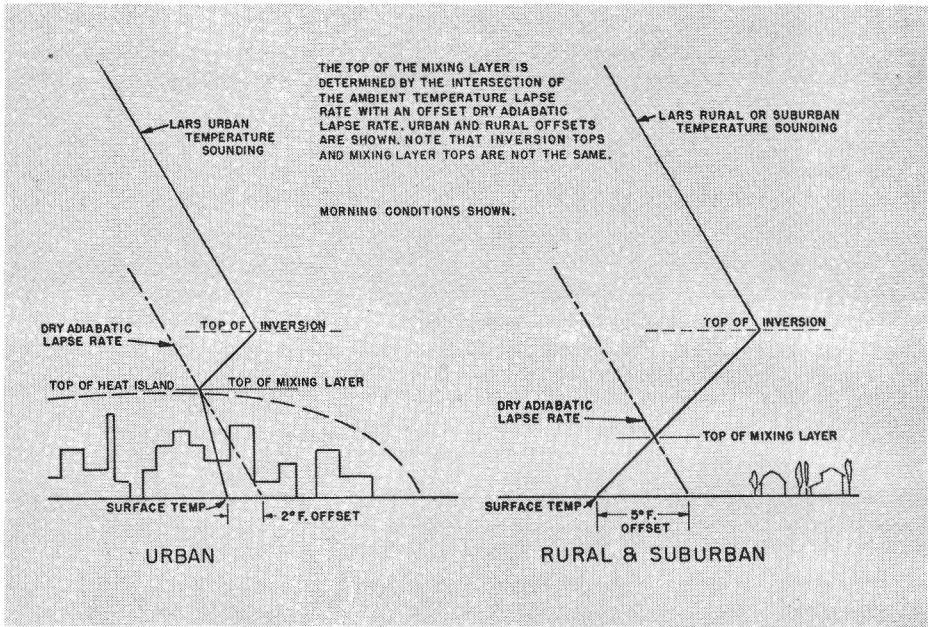 THE TOP OF THE MIXING LAYER IS
DETERMINED BY THE INTERSECTION OF
THE AMBIENT TEMPERATURE LAPSE
RATE WITH AN OFFSET DRY ADIABATIC
LAPSE RATE. URBAN AND RURAL OFFSETS
ARE SHOWN. NOTE THAT INVERSION TOPS
AND MIXING LAYER TOPS ARE NOT THE SAME.
MORNING CONDITIONS SHOWN.
LARS URBAN
TEMPERATURE
SOUNDING
DRY ADIABATIC
LAPSE RATE
TOP OF INVERSION
TOP OF HEAT ISLAND
TOP OF MIXING LAYER
SURFACE TEMP
2° F. OFFSET
URBAN
LARS RURAL OR SUBURBAN
TEMPERATURE SOUNDING
TOP OF INVERSION
DRY ADIABATIC
LAPSE RATE
TOP OF MIXING LAYER
SURFACE TEMP
5° F.
OFFSET
RURAL & SUBURBAN